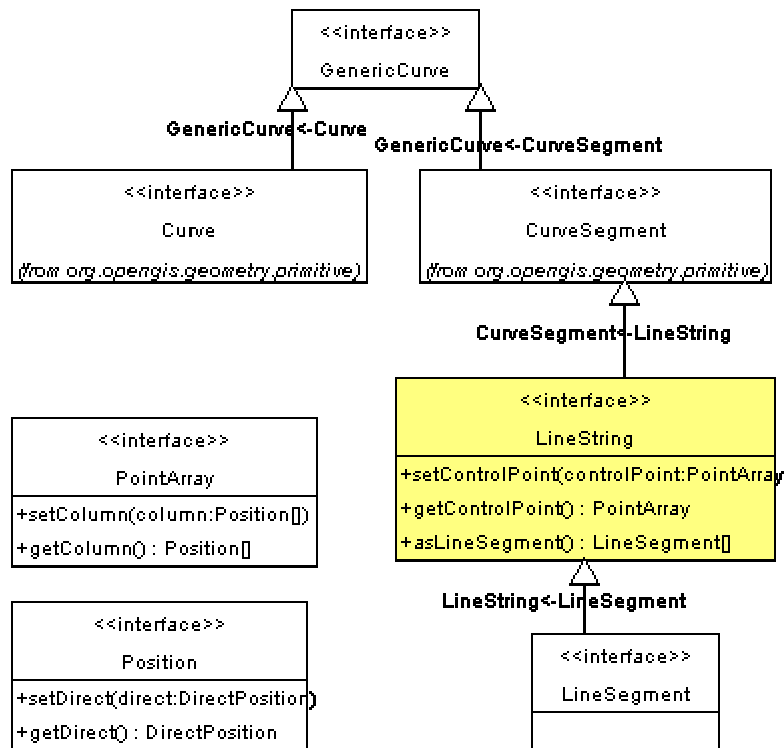 <<interface>>
GenericCurve
GenericCurve<-Curve
GenericCurve<-CurveSegment
<<interface>>
Curve
(from org.opengis.geometry.primitive)
<<interface>>
CurveSegment
(from org.opengis.geometry.primitive)
CurveSegment<-LineString
<<interface>>
LineString
+setControlPoint(controlPoint:PointArray
+getControlPoint() : PointArray
+asLineSegment() : LineSegment[]
<<interface>>
PointArray
+setColumn(column:Position[])
+getColumn() : Position[]
LineString<-LineSegment
<<interface>>
Position
+setDirect(direct:DirectPosition)
+getDirect() : DirectPosition
<<interface>>
LineSegment